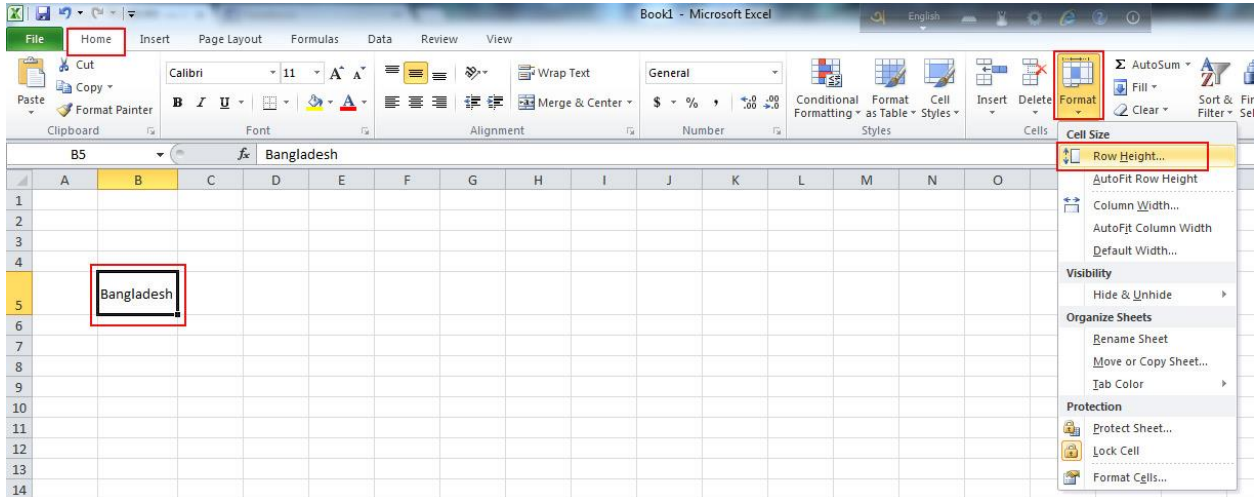 Book1 - Microsoft Excel
English
File Home Insert Page Layout Formulas Data Review View
Paste
Cut
Copy
Format Painter
Clipboard
Calibri 11 A A
B I U A
Font
Wrap Text
Merge & Center
Alignment
General
$ % , .0 .00 .00 .0
Number
Conditional Formatting
Format as Table
Cell Styles
Styles
Insert Delete Format
Cells
Σ AutoSum
Fill
Clear
Sort &
Filter
B5 fx Bangladesh
A B C D E F G H I J K L M N O
1
2
3
4
5 Bangladesh
6
7
8
9
10
11
12
13
14
Cell Size
Row Height...
AutoFit Row Height
Column Width...
AutoFit Column Width
Default Width...
Visibility
Hide & Unhide
Organize Sheets
Rename Sheet
Move or Copy Sheet...
Tab Color
Protection
Protect Sheet...
Lock Cell
Format Cells...